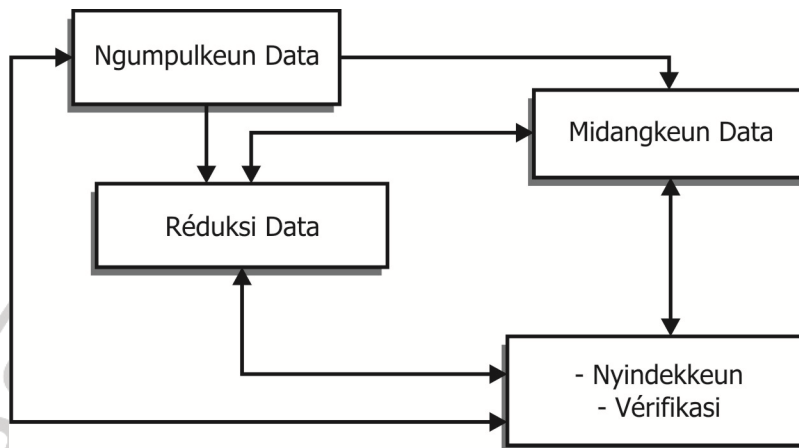 Ngumpulkeun Data
Midangkeun Data
Réduksi Data
- Nyindekkeun
- Vérifikasi